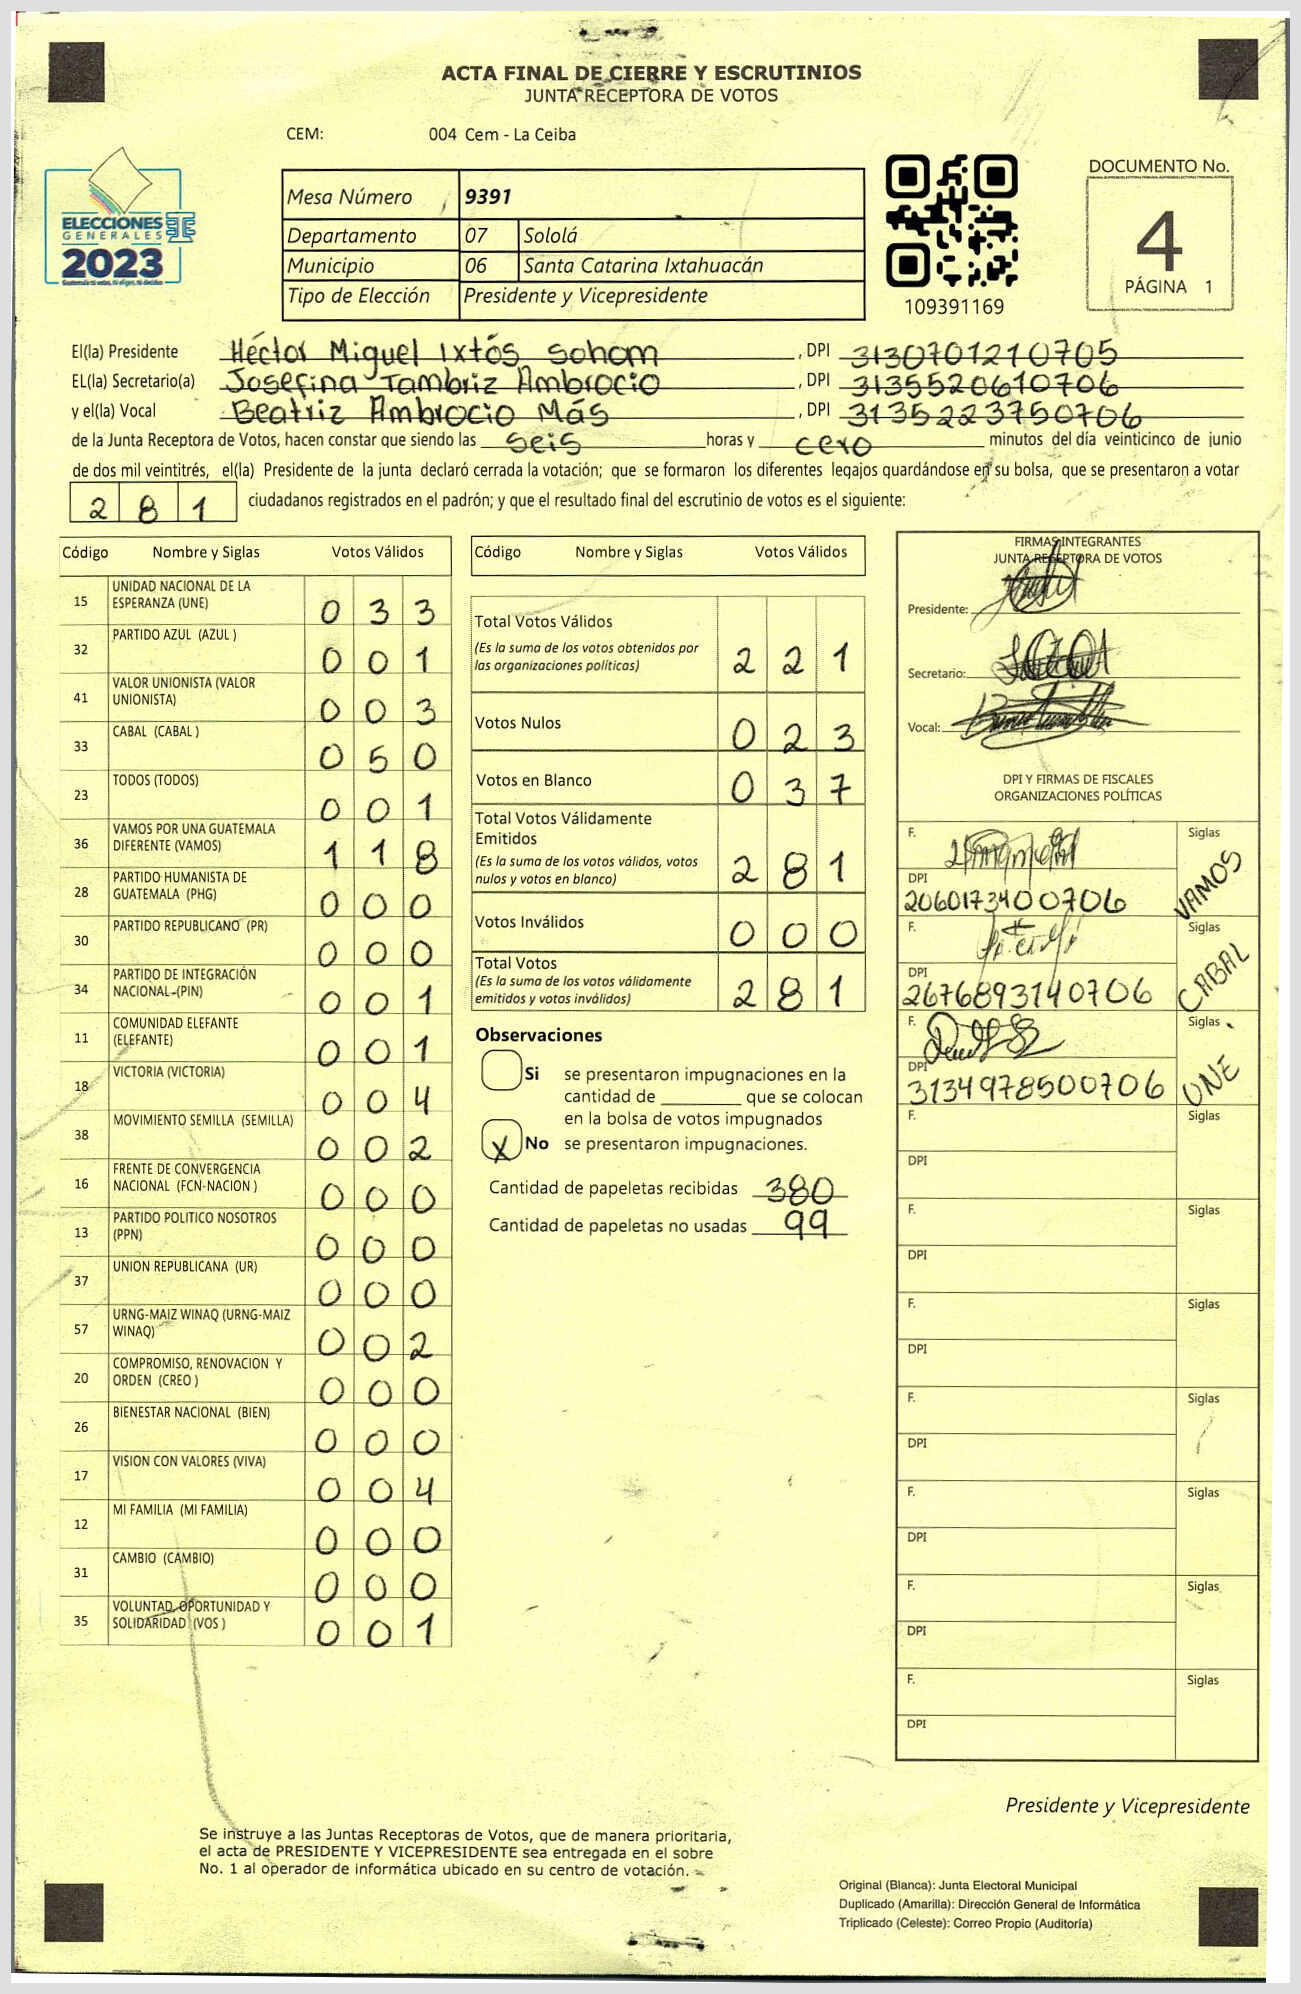 ACTA FINAL DE CIERRE Y ESCRUTINIOS
JUNTA RECEPTORA DE VOTOS
CEM: 004 Cem - La Ceiba
ELECCIONES
GENERALES
2023
Mesa Número 9391
Departamento 07 Sololá
Municipio 06 Santa Catarina Ixtahuacán
Tipo de Elección Presidente y Vicepresidente
109391169
DOCUMENTO No.
4
PÁGINA 1
El(la) Presidente Héctor Miguel Ixtós Sohom, DPI 3130701210705
EL(la) Secretario(a) Josefina Tambriz Ambrocio, DPI 3135520610706
y el(la) Vocal Beatriz Ambrocio Más, DPI 3135223750706
de la Junta Receptora de Votos, hacen constar que siendo las seis horas y cero minutos del día veinticinco de junio
de dos mil veintitrés, el(la) Presidente de la junta declaró cerrada la votación; que se formaron los diferentes legajos quardándose en su bolsa, que se presentaron a votar
281 ciudadanos registrados en el padrón; y que el resultado final del escrutinio de votos es el siguiente:
Código Nombre y Siglas Votos Válidos
15 UNIDAD NACIONAL DE LA ESPERANZA (UNE) 0 3 3
32 PARTIDO AZUL (AZUL ) 0 0 1
41 VALOR UNIONISTA (VALOR UNIONISTA) 0 0 3
33 CABAL (CABAL ) 0 5 0
23 TODOS (TODOS) 0 0 1
36 VAMOS POR UNA GUATEMALA DIFERENTE (VAMOS) 1 1 8
28 PARTIDO HUMANISTA DE GUATEMALA (PHG) 0 0 0
30 PARTIDO REPUBLICANO (PR) 0 0 0
34 PARTIDO DE INTEGRACIÓN NACIONAL (PIN) 0 0 1
11 COMUNIDAD ELEFANTE (ELEFANTE) 0 0 1
18 VICTORIA (VICTORIA) 0 0 4
38 MOVIMIENTO SEMILLA (SEMILLA) 0 0 2
16 FRENTE DE CONVERGENCIA NACIONAL (FCN-NACION ) 0 0 0
13 PARTIDO POLITICO NOSOTROS (PPN) 0 0 0
37 UNION REPUBLICANA (UR) 0 0 0
57 URNG-MAIZ WINAQ (URNG-MAIZ WINAQ) 0 0 2
20 COMPROMISO, RENOVACION Y ORDEN (CREO ) 0 0 0
26 BIENESTAR NACIONAL (BIEN) 0 0 0
17 VISION CON VALORES (VIVA) 0 0 4
12 MI FAMILIA (MI FAMILIA) 0 0 0
31 CAMBIO (CAMBIO) 0 0 0
35 VOLUNTAD, OPORTUNIDAD Y SOLIDARIDAD (VOS ) 0 0 1
Código Nombre y Siglas Votos Válidos
Total Votos Válidos 2 2 1
(Es la suma de los votos obtenidos por
las organizaciones políticas)
Votos Nulos 0 2 3
Votos en Blanco 0 3 7
Total Votos Válidamente
Emitidos 2 8 1
(Es la suma de los votos válidos, votos
nulos y votos en blanco)
Votos Inválidos 0 0 0
Total Votos 2 8 1
(Es la suma de los votos válidamente
emitidos y votos inválidos)
Observaciones
Si se presentaron impugnaciones en la
cantidad de ________ que se colocan
en la bolsa de votos impugnados
X No se presentaron impugnaciones.
Cantidad de papeletas recibidas 380
Cantidad de papeletas no usadas 99
FIRMAS INTEGRANTES
JUNTA RECEPTORA DE VOTOS
Presidente:
Secretario:
Vocal:
DPI Y FIRMAS DE FISCALES
ORGANIZACIONES POLÍTICAS
F. Siglas VAMOS
DPI 2060173400706
F. Siglas CABAL
DPI 2676893140706
F. Siglas UNE
DPI 3134978500706
F. Siglas
DPI
F. Siglas
DPI
F. Siglas
DPI
F. Siglas
DPI
F. Siglas
DPI
F. Siglas
DPI
F. Siglas
DPI
Presidente y Vicepresidente
Se instruye a las Juntas Receptoras de Votos, que de manera prioritaria,
el acta de PRESIDENTE Y VICEPRESIDENTE sea entregada en el sobre
No. 1 al operador de informática ubicado en su centro de votación.
Original (Blanca): Junta Electoral Municipal
Duplicado (Amarilla): Dirección General de Informática
Triplicado (Celeste): Correo Propio (Auditoría)